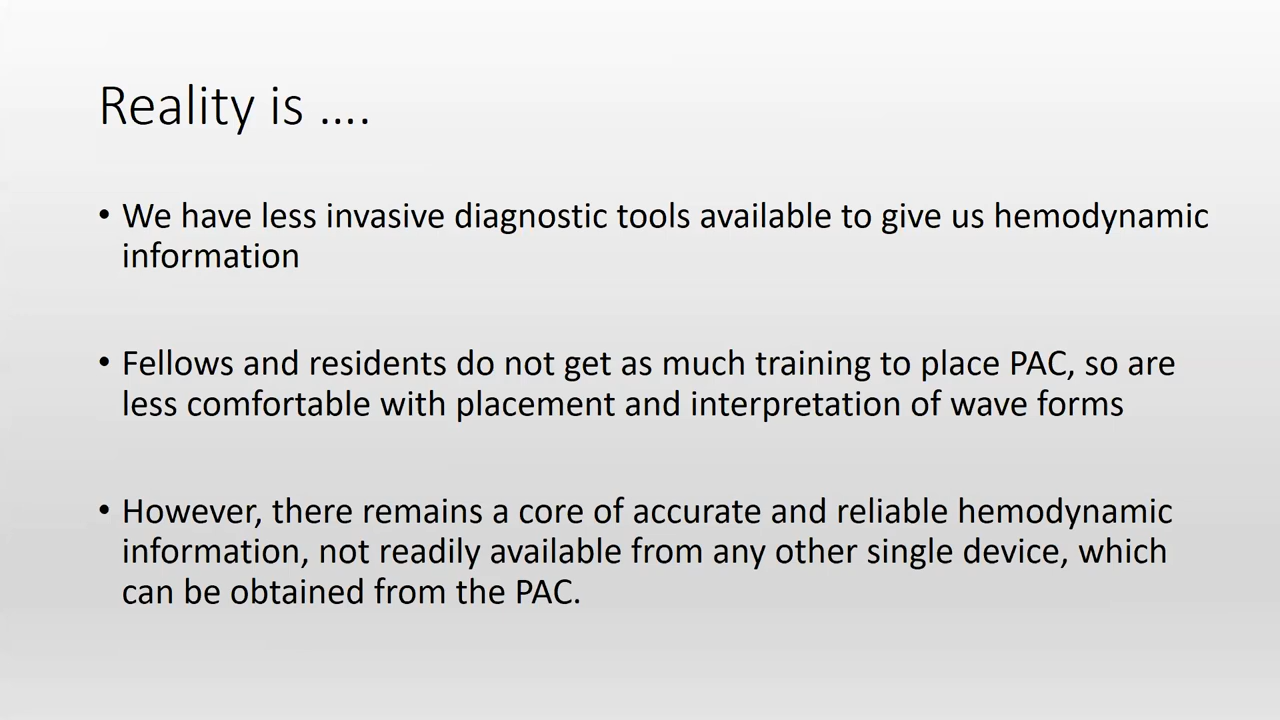 Reality is ....
• We have less invasive diagnostic tools available to give us hemodynamic
information
• Fellows and residents do not get as much training to place PAC, so are
less comfortable with placement and interpretation of wave forms
• However, there remains a core of accurate and reliable hemodynamic
information, not readily available from any other single device, which
can be obtained from the PAC.